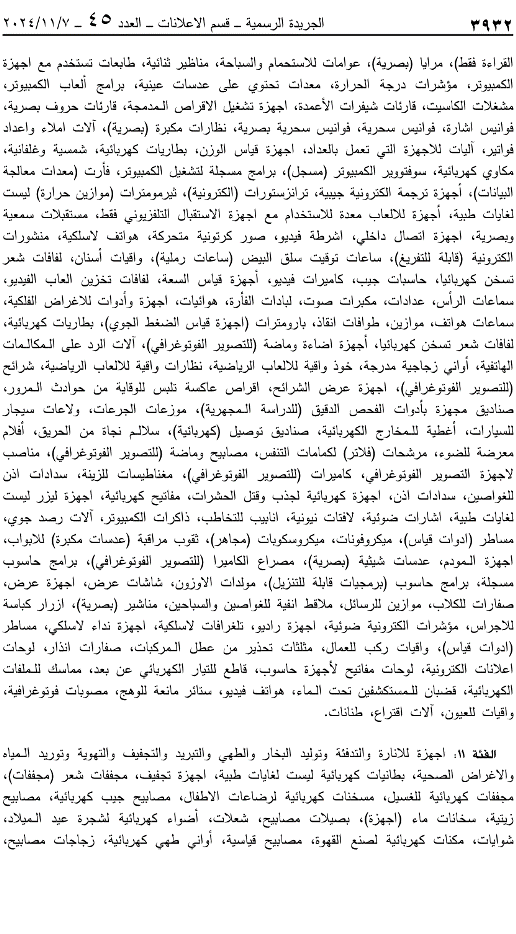 ٣٩٣٢ الجريدة الرسمية – قسم الاعلانات – العدد ٤٥ – ٢٠٢٤/١١/٧
القراءة فقط)، مرايا (بصرية)، عوامات للاستحمام والسباحة، مناظير ثنائية، طابعات تستخدم مع اجهزة
الكمبيوتر، مؤشرات درجة الحرارة، معدات تحتوي على عدسات عينية، برامج ألعاب الكمبيوتر،
مشغلات الكاسيت، قارئات شيفرات الأعمدة، اجهزة تشغيل الاقراص المدمجة، قارئات حروف بصرية،
فوانيس اشارة، فوانيس سحرية، فوانيس سحرية بصرية، نظارات مكبرة (بصرية)، آلات املاء واعداد
فواتير، آليات للاجهزة التي تعمل بالعداد، اجهزة قياس الوزن، بطاريات كهربائية، شمسية وغلفانية،
مكاوي كهربائية، سوفتووير الكمبيوتر (مسجل)، برامج مسجلة لتشغيل الكمبيوتر، فأرت (معدات معالجة
البيانات)، أجهزة ترجمة الكترونية جيبية، ترانزستورات (الكترونية)، ثيرمومترات (موازين حرارة) ليست
لغايات طبية، أجهزة للالعاب معدة للاستخدام مع اجهزة الاستقبال التلفزيوني فقط، مستقبلات سمعية
وبصرية، اجهزة اتصال داخلي، اشرطة فيديو، صور كرتونية متحركة، هواتف لاسلكية، منشورات
الكترونية (قابلة للتفريغ)، ساعات توقيت سلق البيض (ساعات رملية)، واقيات أسنان، لفافات شعر
تسخن كهربائيا، حاسبات جيب، كاميرات فيديو، أجهزة قياس السعة، لفافات تخزين العاب الفيديو،
سماعات الرأس، عدادات، مكبرات صوت، لبادات الفأرة، هوائيات، اجهزة وأدوات للاغراض الفلكية،
سماعات هواتف، موازين، طوافات انقاذ، بارومترات (اجهزة قياس الضغط الجوي)، بطاريات كهربائية،
لفافات شعر تسخن كهربائيا، أجهزة اضاءة وماضة (للتصوير الفوتوغرافي)، آلات الرد على المكالمات
الهاتفية، أواني زجاجية مدرجة، خوذ واقية للالعاب الرياضية، نظارات واقية للالعاب الرياضية، شرائح
(للتصوير الفوتوغرافي)، اجهزة عرض الشرائح، اقراص عاكسة تلبس للوقاية من حوادث المرور،
صناديق مجهزة بأدوات الفحص الدقيق (للدراسة المجهرية)، موزعات الجرعات، ولاعات سيجار
للسيارات، أغطية للمخارج الكهربائية، صناديق توصيل (كهربائية)، سلالم نجاة من الحريق، أفلام
معرضة للضوء، مرشحات (فلاتر) لكمامات التنفس، مصابيح وماضة (للتصوير الفوتوغرافي)، مناصب
لاجهزة التصوير الفوتوغرافي، كاميرات (للتصوير الفوتوغرافي)، مغناطيسات للزينة، سدادات اذن
للغواصين، سدادات اذن، اجهزة كهربائية لجذب وقتل الحشرات، مفاتيح كهربائية، اجهزة ليزر ليست
لغايات طبية، اشارات ضوئية، لافتات نيونية، انابيب للتخاطب، ذاكرات الكمبيوتر، آلات رصد جوي،
مساطر (ادوات قياس)، ميكروفونات، ميكروسكوبات (مجاهر)، ثقوب مراقبة (عدسات مكبرة) للابواب،
اجهزة المودم، عدسات شيئية (بصرية)، مصراع الكاميرا (للتصوير الفوتوغرافي)، برامج حاسوب
مسجلة، برامج حاسوب (برمجيات قابلة للتنزيل)، مولدات الاوزون، شاشات عرض، اجهزة عرض،
صفارات للكلاب، موازين للرسائل، ملاقط انفية للغواصين والسباحين، مناشير (بصرية)، ازرار كباسة
للاجراس، مؤشرات الكترونية ضوئية، اجهزة راديو، تلغرافات لاسلكية، اجهزة نداء لاسلكي، مساطر
(ادوات قياس)، واقيات ركب للعمال، مثلثات تحذير من عطل المركبات، صفارات انذار، لوحات
اعلانات الكترونية، لوحات مفاتيح لأجهزة حاسوب، قاطع للتيار الكهربائي عن بعد، مماسك للملفات
الكهربائية، قضبان للمستكشفين تحت الماء، هواتف فيديو، ستائر مانعة للوهج، مصوبات فوتوغرافية،
واقيات للعيون، آلات اقتراع، طنانات.
الفئة ١١: اجهزة للانارة والتدفئة وتوليد البخار والطهي والتبريد والتجفيف والتهوية وتوريد المياه
والاغراض الصحية، بطانيات كهربائية ليست لغايات طبية، اجهزة تجفيف، مجففات شعر (مجففات)،
مجففات كهربائية للغسيل، مسخنات كهربائية لرضاعات الاطفال، مصابيح جيب كهربائية، مصابيح
زيتية، سخانات ماء (اجهزة)، بصيلات مصابيح، شعلات، أضواء كهربائية لشجرة عيد الميلاد،
شوايات، مكنات كهربائية لصنع القهوة، مصابيح قياسية، أواني طهي كهربائية، زجاجات مصابيح،